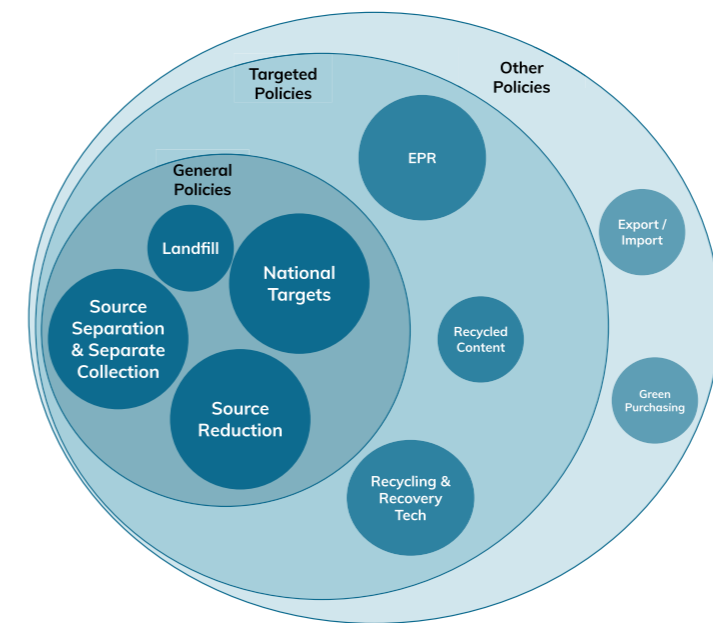 Other
Policies
Targeted
Policies
EPR
General
Policies
Landfill
National
Targets
Source
Separation
& Separate
Collection
Source
Reduction
Recycled
Content
Recycling &
Recovery
Tech
Export /
Import
Green
Purchasing